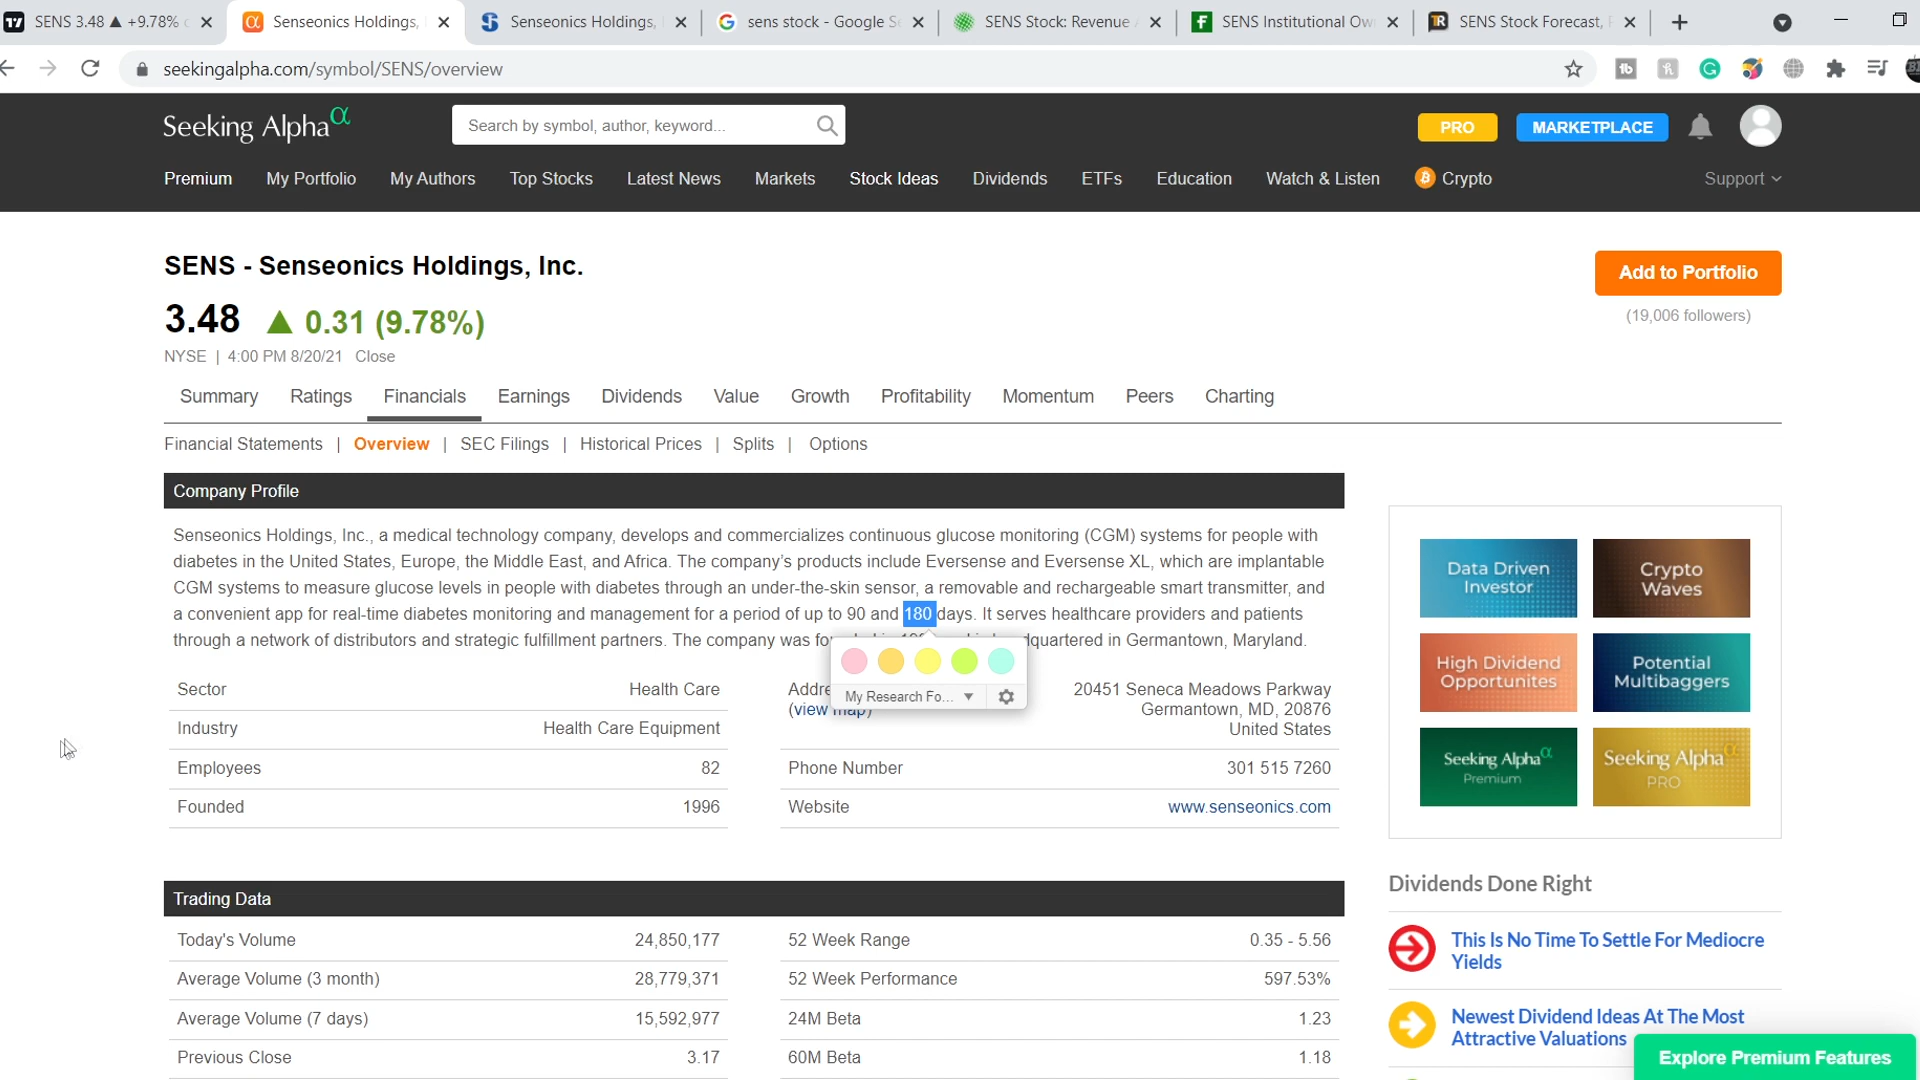 SENS 3.48 ▲ +9.78%
Senseonics Holdings,
Senseonics Holdings,
sens stock - Google S
SENS Stock: Revenue
SENS Institutional Ow
SENS Stock Forecast,
seekingalpha.com/symbol/SENS/overview
Seeking Alpha α
Search by symbol, author, keyword...
PRO
MARKETPLACE
Premium My Portfolio My Authors Top Stocks Latest News Markets Stock Ideas Dividends ETFs Education Watch & Listen Crypto Support
SENS - Senseonics Holdings, Inc.
Add to Portfolio
(19,006 followers)
3.48 ▲ 0.31 (9.78%)
NYSE | 4:00 PM 8/20/21 Close
Summary Ratings Financials Earnings Dividends Value Growth Profitability Momentum Peers Charting
Financial Statements | Overview | SEC Filings | Historical Prices | Splits | Options
Company Profile
Senseonics Holdings, Inc., a medical technology company, develops and commercializes continuous glucose monitoring (CGM) systems for people with
diabetes in the United States, Europe, the Middle East, and Africa. The company's products include Eversense and Eversense XL, which are implantable
CGM systems to measure glucose levels in people with diabetes through an under-the-skin sensor, a removable and rechargeable smart transmitter, and
a convenient app for real-time diabetes monitoring and management for a period of up to 90 and 180 days. It serves healthcare providers and patients
through a network of distributors and strategic fulfillment partners. The company was fo dquartered in Germantown, Maryland.
My Research Fo...
Sector Health Care
Industry Health Care Equipment
Employees 82
Founded 1996
Addre
(view map)
20451 Seneca Meadows Parkway
Germantown, MD, 20876
United States
Phone Number 301 515 7260
Website www.senseonics.com
Trading Data
Today's Volume 24,850,177
Average Volume (3 month) 28,779,371
Average Volume (7 days) 15,592,977
Previous Close 3.17
52 Week Range 0.35 - 5.56
52 Week Performance 597.53%
24M Beta 1.23
60M Beta 1.18
Data Driven
Investor
Crypto
Waves
High Dividend
Opportunites
Potential
Multibaggers
Seeking Alpha α
Premium
Seeking Alpha α
PRO
Dividends Done Right
This Is No Time To Settle For Mediocre
Yields
Newest Dividend Ideas At The Most
Attractive Valuations
Explore Premium Features